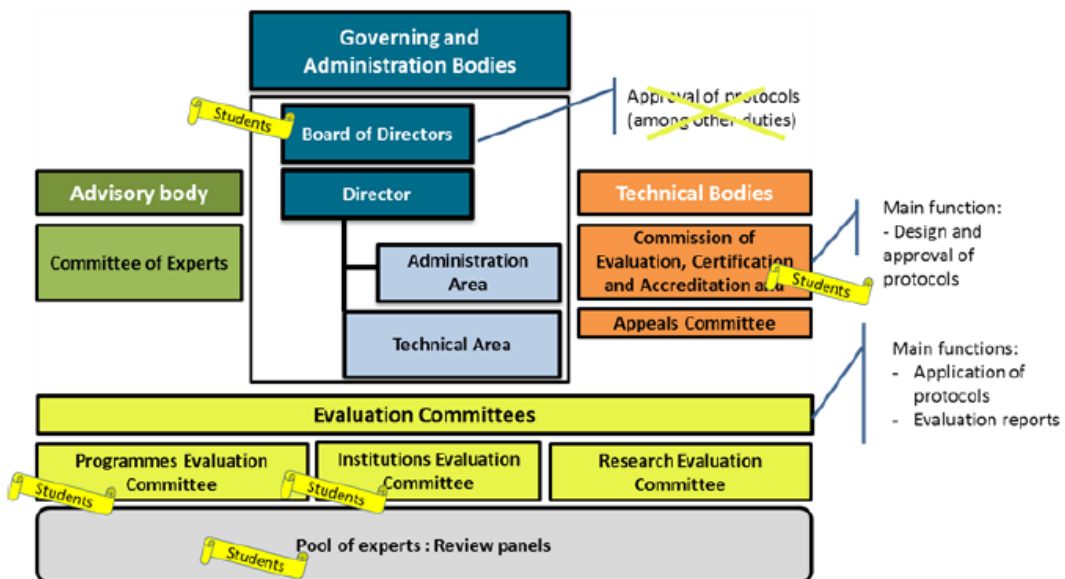 Governing and
Administration Bodies
Students
Board of Directors
Approval of protocols
(among other duties)
Advisory body
Director
Technical Bodies
Committee of Experts
Administration
Area
Technical Area
Commission of
Evaluation, Certification
and Accreditation and
Students
Appeals Committee
Main function:
- Design and
approval of
protocols
Main functions:
- Application of
protocols
- Evaluation reports
Evaluation Committees
Programmes Evaluation
Committee
Students
Institutions Evaluation
Committee
Students
Research Evaluation
Committee
Pool of experts : Review panels
Students